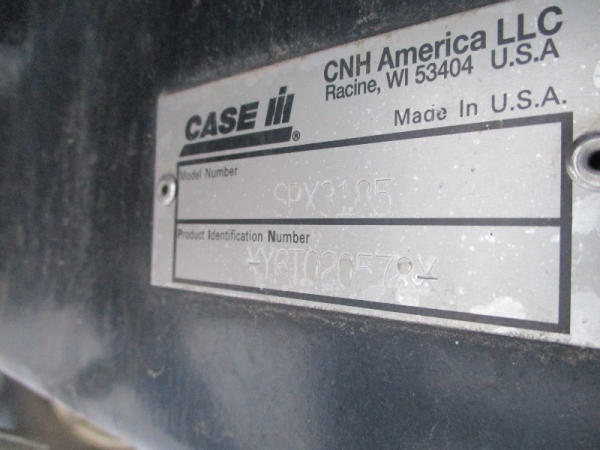 CNH America LLC
Racine, WI 53404 U.S.A
CASE IH ®
Made In U.S.A.
Model Number
SPX3185
Product Identification Number